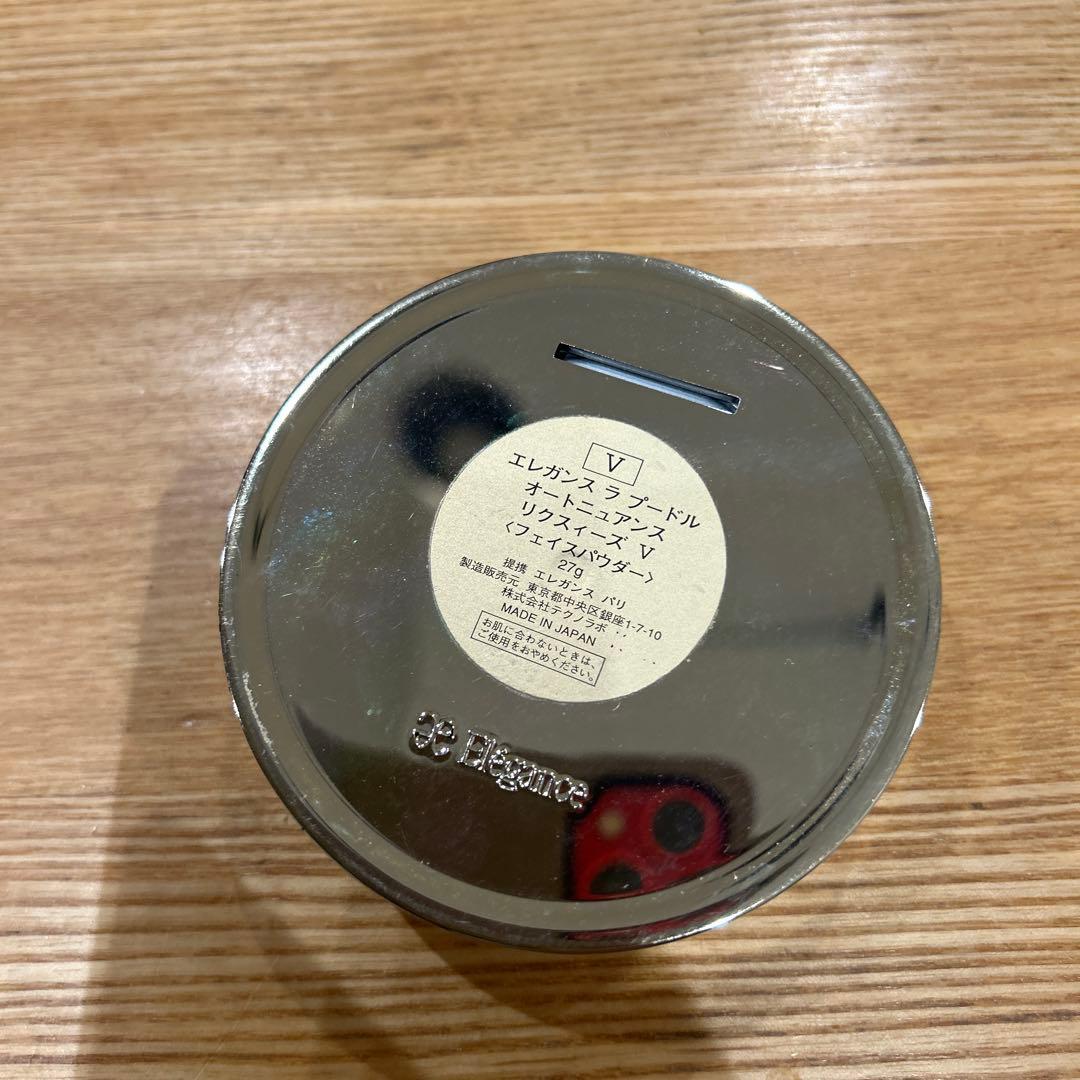 V
エレガンス ラ プードル
オートニュアンス
リクスィーズ V
〈フェイスパウダー〉
27g
提携 エレガンス パリ
製造販売元 東京都中央区銀座1-7-10
株式会社テクノラボ
MADE IN JAPAN
お肌に合わないときは、
ご使用をおやめください。
æ Elégance